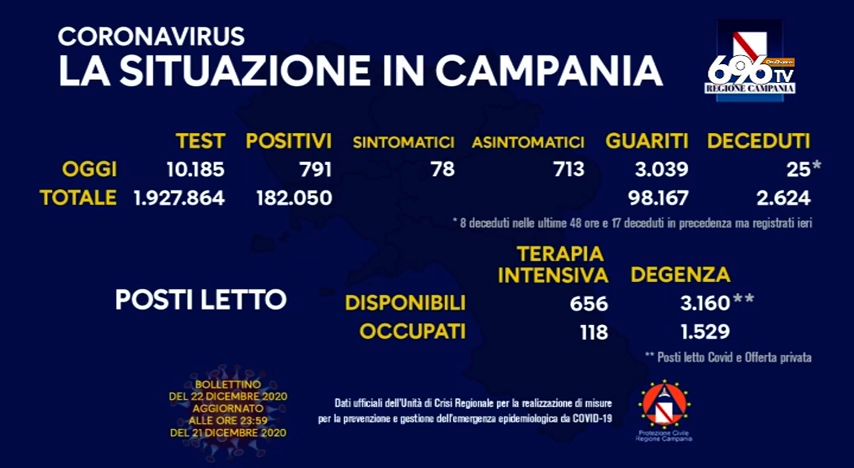 CORONAVIRUS
LA SITUAZIONE IN CAMPANIA
696 TV
REGIONE CAMPANIA
TEST POSITIVI SINTOMATICI ASINTOMATICI GUARITI DECEDUTI
OGGI 10.185 791 78 713 3.039 25*
TOTALE 1.927.864 182.050 98.167 2.624
* 8 deceduti nelle ultime 48 ore e 17 deceduti in precedenza ma registrati ieri
TERAPIA
INTENSIVA DEGENZA
POSTI LETTO
DISPONIBILI 656 3.160**
OCCUPATI 118 1.529
** Posti letto Covid e Offerta privata
BOLLETTINO
DEL 22 DICEMBRE 2020
AGGIORNATO
ALLE ORE 23:59
DEL 21 DICEMBRE 2020
Dati ufficiali dell'Unità di Crisi Regionale per la realizzazione di misure
per la prevenzione e gestione dell'emergenza epidemiologica da COVID-19
Protezione Civile
Regione Campania